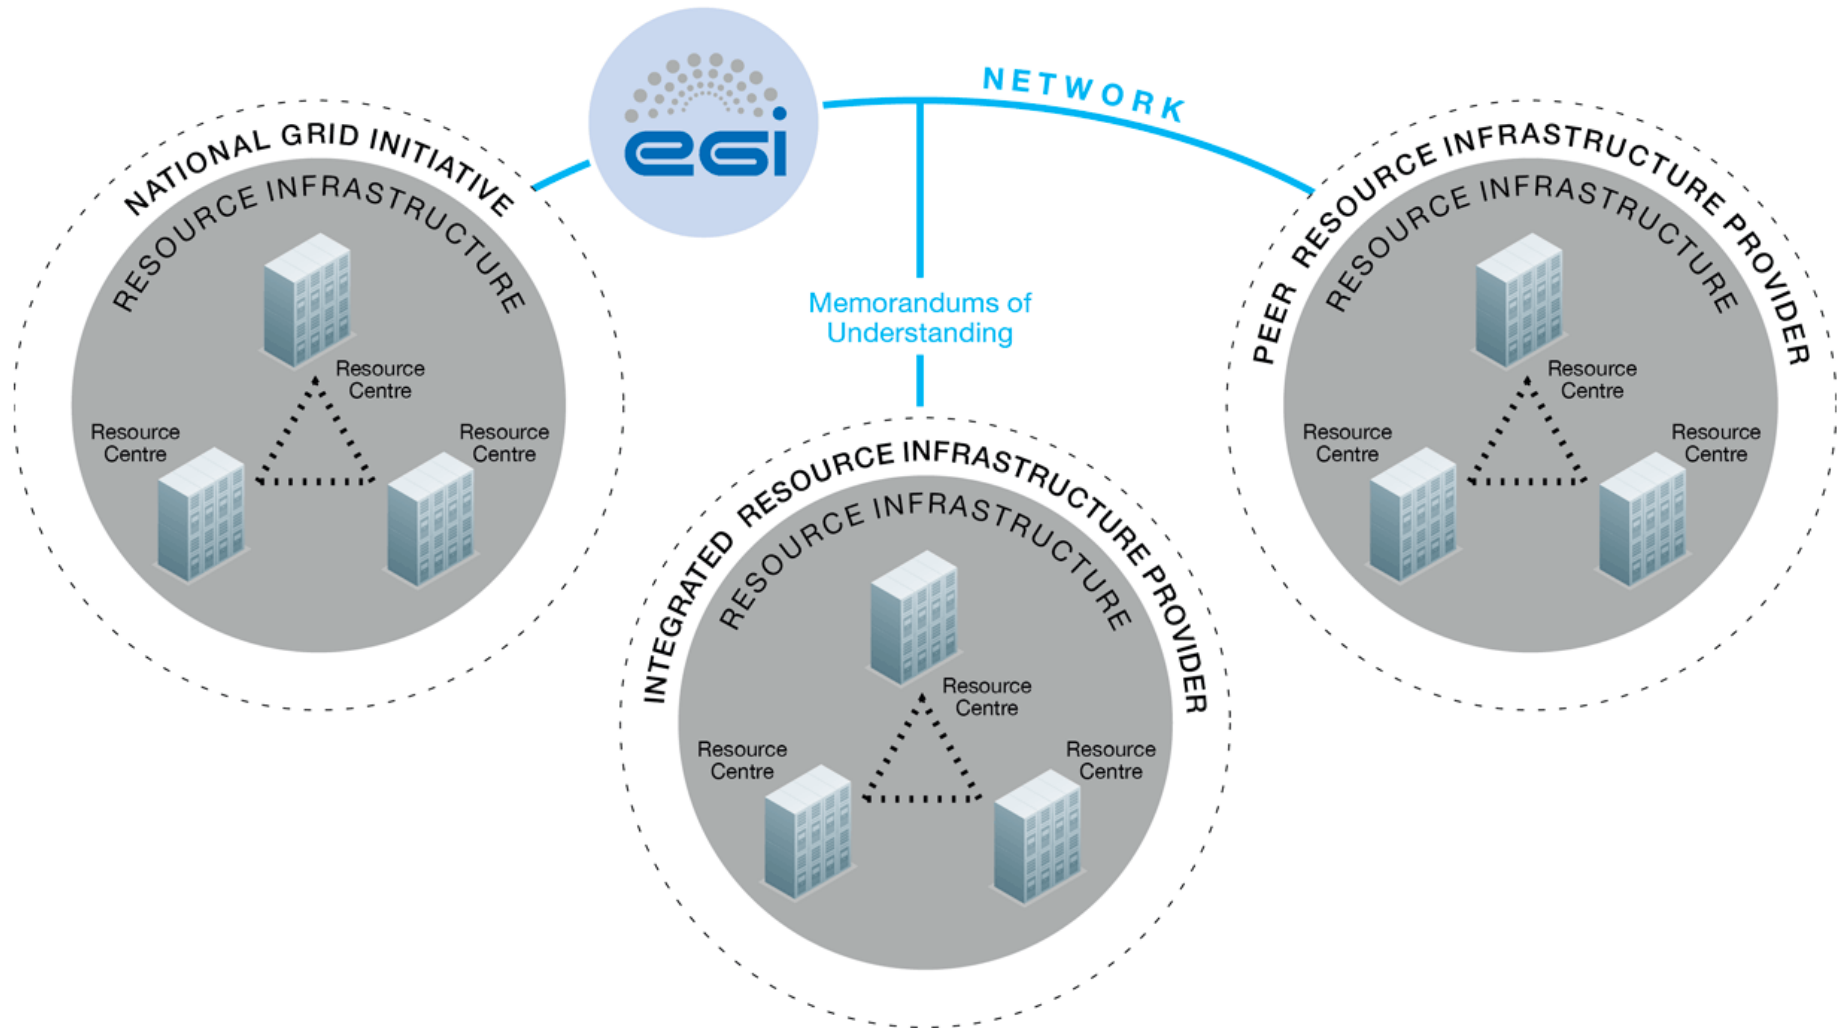 egi
NETWORK
NATIONAL GRID INITIATIVE
RESOURCE INFRASTRUCTURE
Resource
Centre
Resource
Centre
Resource
Centre
Memorandums of
Understanding
INTEGRATED RESOURCE INFRASTRUCTURE PROVIDER
RESOURCE INFRASTRUCTURE
Resource
Centre
Resource
Centre
Resource
Centre
PEER RESOURCE INFRASTRUCTURE PROVIDER
RESOURCE INFRASTRUCTURE
Resource
Centre
Resource
Centre
Resource
Centre